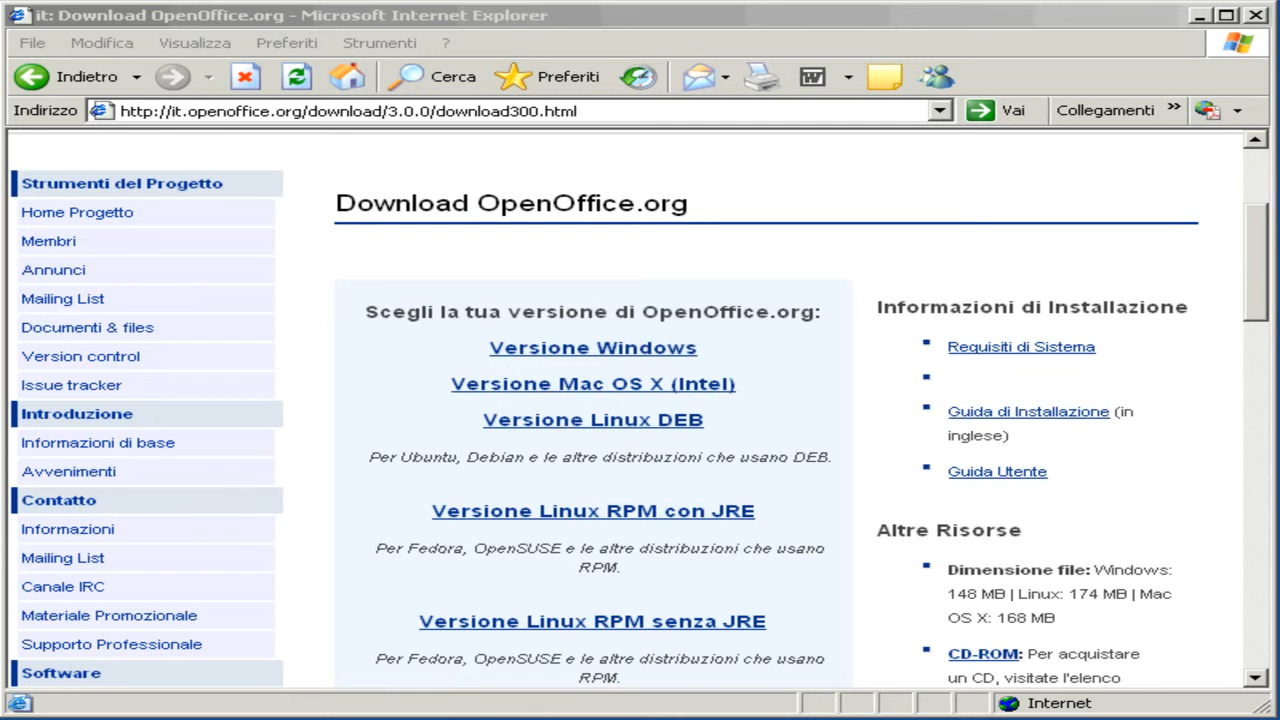 it: Download OpenOffice.org - Microsoft Internet Explorer
File Modifica Visualizza Preferiti Strumenti ?
Indietro Cerca Preferiti
Indirizzo http://it.openoffice.org/download/3.0.0/download300.html Vai Collegamenti »
Strumenti del Progetto
Home Progetto
Membri
Annunci
Mailing List
Documenti & files
Version control
Issue tracker
Introduzione
Informazioni di base
Avvenimenti
Contatto
Informazioni
Mailing List
Canale IRC
Materiale Promozionale
Supporto Professionale
Software
Download OpenOffice.org
Scegli la tua versione di OpenOffice.org:
Versione Windows
Versione Mac OS X (Intel)
Versione Linux DEB
Per Ubuntu, Debian e le altre distribuzioni che usano DEB.
Versione Linux RPM con JRE
Per Fedora, OpenSUSE e le altre distribuzioni che usano
RPM.
Versione Linux RPM senza JRE
Per Fedora, OpenSUSE e le altre distribuzioni che usano
RPM.
Informazioni di Installazione
Requisiti di Sistema
Guida di Installazione (in
inglese)
Guida Utente
Altre Risorse
Dimensione file: Windows:
148 MB | Linux: 174 MB | Mac
OS X: 168 MB
CD-ROM: Per acquistare
un CD, visitate l'elenco
Internet